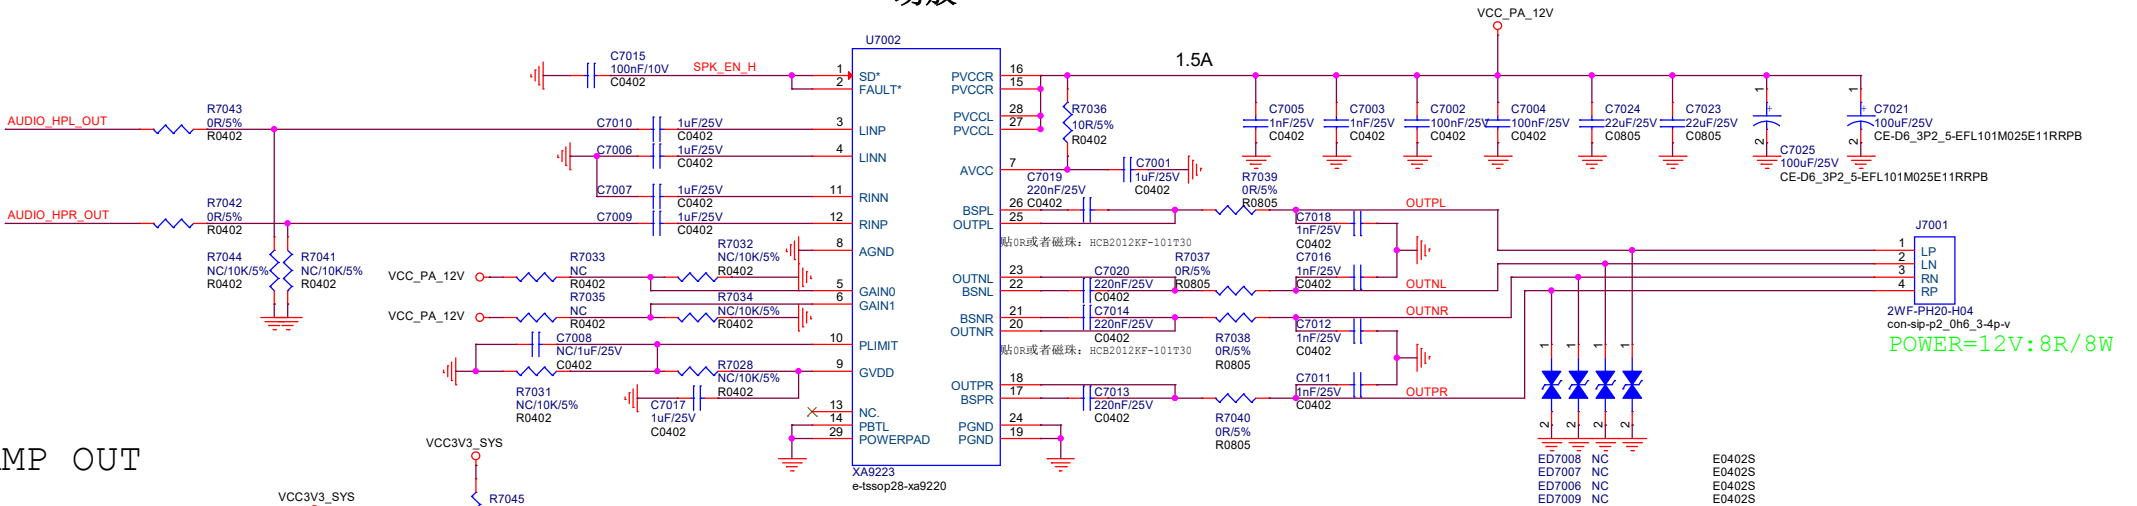 VCC_PA_12V
U7002
C7015
100nF/10V
C0402
SPK_EN_H
1.5A
1
2
SD*
FAULT*
PVCCR
PVCCR
16
15
PVCCL
PVCCL
28
27
R7036
10R/5%
R0402
C7005
1nF/25V
C0402
C7003
1nF/25V
C0402
C7002
100nF/25V
C0402
C7004
100nF/25V
C0402
C7024
22uF/25V
C0805
C7023
22uF/25V
C0805
1
2
C7025
100uF/25V
CE-D6_3P2_5-EFL101M025E11RRPB
1
2
C7021
100uF/25V
CE-D6_3P2_5-EFL101M025E11RRPB
AUDIO_HPL_OUT
R7043
0R/5%
R0402
C7010
1uF/25V
C0402
3
LINP
C7006
1uF/25V
C0402
4
LINN
AVCC
7
C7001
1uF/25V
C0402
C7007
1uF/25V
C0402
11
RINN
AUDIO_HPR_OUT
R7042
0R/5%
R0402
C7009
1uF/25V
C0402
12
RINP
C7019
220nF/25V
C0402
BSPL
OUTPL
26
25
R7039
0R/5%
R0805
C7018
1nF/25V
C0402
OUTPL
贴0R或者磁珠: HCB2012KF-101T30
R7044
NC/10K/5%
R0402
R7041
NC/10K/5%
R0402
8
AGND
R7032
NC/10K/5%
R0402
VCC_PA_12V
R7033
NC
R0402
5
6
GAIN0
GAIN1
VCC_PA_12V
R7035
NC
R0402
R7034
NC/10K/5%
R0402
OUTNL
BSNL
23
22
C7020
220nF/25V
C0402
R7037
0R/5%
R0805
C7016
1nF/25V
C0402
OUTNL
BSNR
OUTNR
21
20
C7014
220nF/25V
C0402
R7038
0R/5%
R0805
C7012
1nF/25V
C0402
OUTNR
贴0R或者磁珠: HCB2012KF-101T30
C7008
NC/1uF/25V
C0402
10
PLIMIT
R7031
NC/10K/5%
R0402
R7028
NC/10K/5%
R0402
9
GVDD
C7017
1uF/25V
C0402
OUTPR
BSPR
18
17
C7013
220nF/25V
C0402
R7040
0R/5%
R0805
C7011
1nF/25V
C0402
OUTPR
13
14
29
NC.
PBTL
POWERPAD
PGND
PGND
24
19
XA9223
e-tssop28-xa9220
J7001
1
2
3
4
LP
LN
RN
RP
2WF-PH20-H04
con-sip-p2_0h6_3-4p-v
POWER=12V:8R/8W
1
1
1
1
2
2
2
2
ED7008 NC E0402S
ED7007 NC E0402S
ED7006 NC E0402S
ED7009 NC E0402S
MP OUT
VCC3V3_SYS
VCC3V3_SYS
R7045